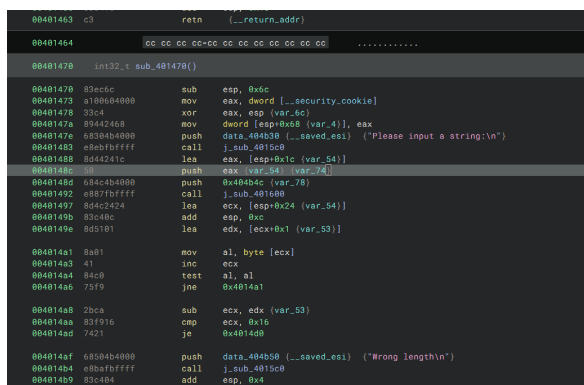 00401463 c3 retn {__return_addr}
00401464 cc cc cc cc-cc cc cc cc cc cc cc cc ............
00401470 int32_t sub_401470()
00401470 83ec6c sub esp, 0x6c
00401473 a100604000 mov eax, dword [__security_cookie]
00401478 33c4 xor eax, esp {var_6c}
0040147a 89442468 mov dword [esp+0x68 {var_4}], eax
0040147e 68304b4000 push data_404b30 {__saved_esi} {"Please input a string:\n"}
00401483 e8ebfbffff call j_sub_4015c0
00401488 8d44241c lea eax, [esp+0x1c {var_54}]
0040148c 50 push eax {var_54} {var_74}
0040148d 684c4b4000 push 0x404b4c {var_78}
00401492 e887fbffff call j_sub_401600
00401497 8d4c2424 lea ecx, [esp+0x24 {var_54}]
0040149b 83c40c add esp, 0xc
0040149e 8d5101 lea edx, [ecx+0x1 {var_53}]
004014a1 8a01 mov al, byte [ecx]
004014a3 41 inc ecx
004014a4 84c0 test al, al
004014a6 75f9 jne 0x4014a1
004014a8 2bca sub ecx, edx {var_53}
004014aa 83f916 cmp ecx, 0x16
004014ad 7421 je 0x4014d0
004014af 68504b4000 push data_404b50 {__saved_esi} {"Wrong length\n"}
004014b4 e8bafbffff call j_sub_4015c0
004014b9 83c404 add esp, 0x4